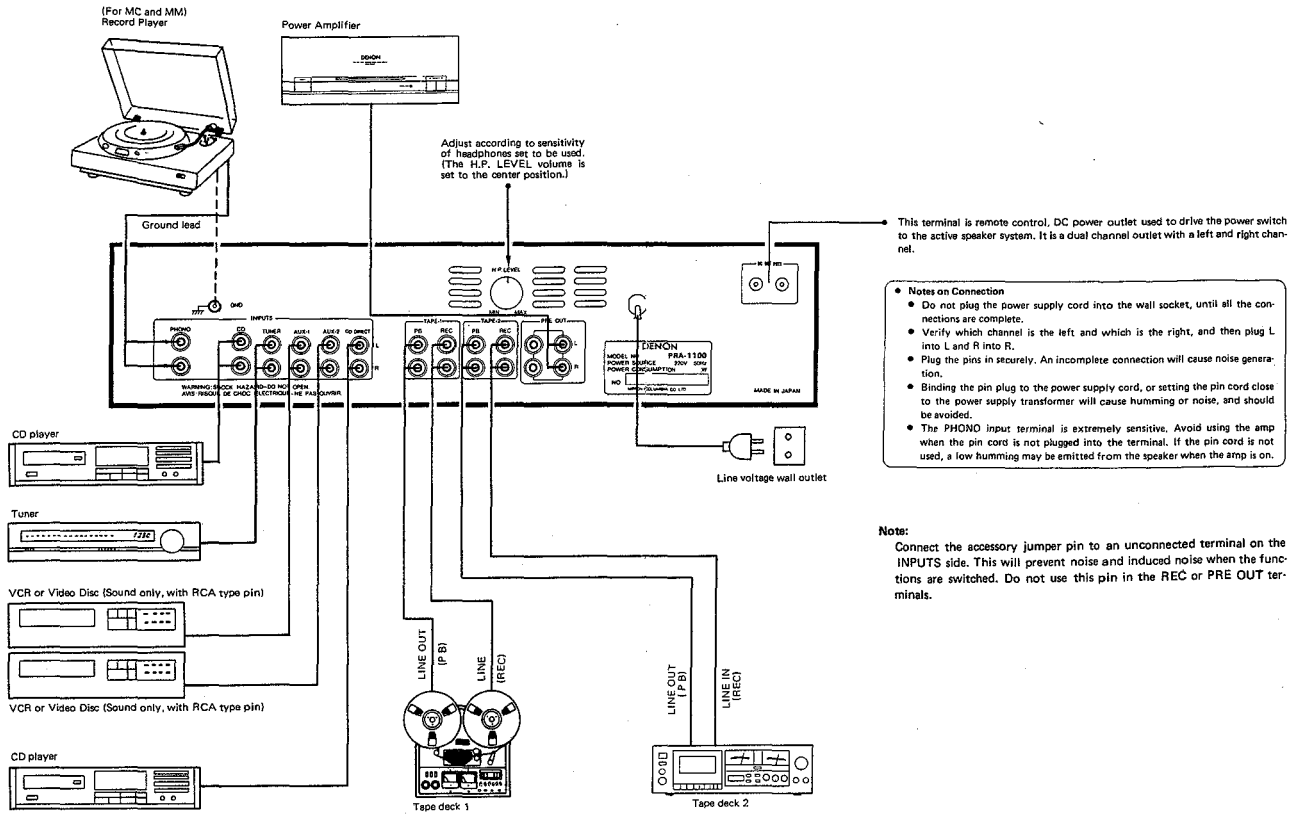 (For MC and MM)
Record Player
Power Amplifier
DENON
Adjust according to sensitivity
of headphones set to be used.
(The H.P. LEVEL volume is
set to the center position.)
Ground lead
This terminal is remote control, DC power outlet used to drive the power switch
to the active speaker system. It is a dual channel outlet with a left and right chan-
nel.
H.P. LEVEL
MIN MAX
GND
INPUTS
PHONO CD TUNER AUX-1 AUX-2 CD DIRECT
L
R
TAPE-1 TAPE-2 PRE OUT
PB REC PB REC
L
R
WARNING: SHOCK HAZARD-DO NOT OPEN.
AVIS: RISQUE DE CHOC ELECTRIQUE-NE PAS OUVRIR.
DENON
MODEL NO PRA-1100
POWER SOURCE 220V 50Hz
POWER CONSUMPTION W
NO
NIPPON COLUMBIA CO LTD
MADE IN JAPAN
Notes on Connection
● Do not plug the power supply cord into the wall socket, until all the con-
nections are complete.
● Verify which channel is the left and which is the right, and then plug L
into L and R into R.
● Plug the pins in securely. An incomplete connection will cause noise genera-
tion.
● Binding the pin plug to the power supply cord, or setting the pin cord close
to the power supply transformer will cause humming or noise, and should
be avoided.
● The PHONO input terminal is extremely sensitive. Avoid using the amp
when the pin cord is not plugged into the terminal. If the pin cord is not
used, a low humming may be emitted from the speaker when the amp is on.
Line voltage wall outlet
Note:
Connect the accessory jumper pin to an unconnected terminal on the
INPUTS side. This will prevent noise and induced noise when the func-
tions are switched. Do not use this pin in the REC or PRE OUT ter-
minals.
CD player
Tuner
VCR or Video Disc (Sound only, with RCA type pin)
VCR or Video Disc (Sound only, with RCA type pin)
CD player
LINE OUT
(P B)
LINE
(REC)
Tape deck 1
LINE OUT
(P B)
LINE IN
(REC)
Tape deck 2